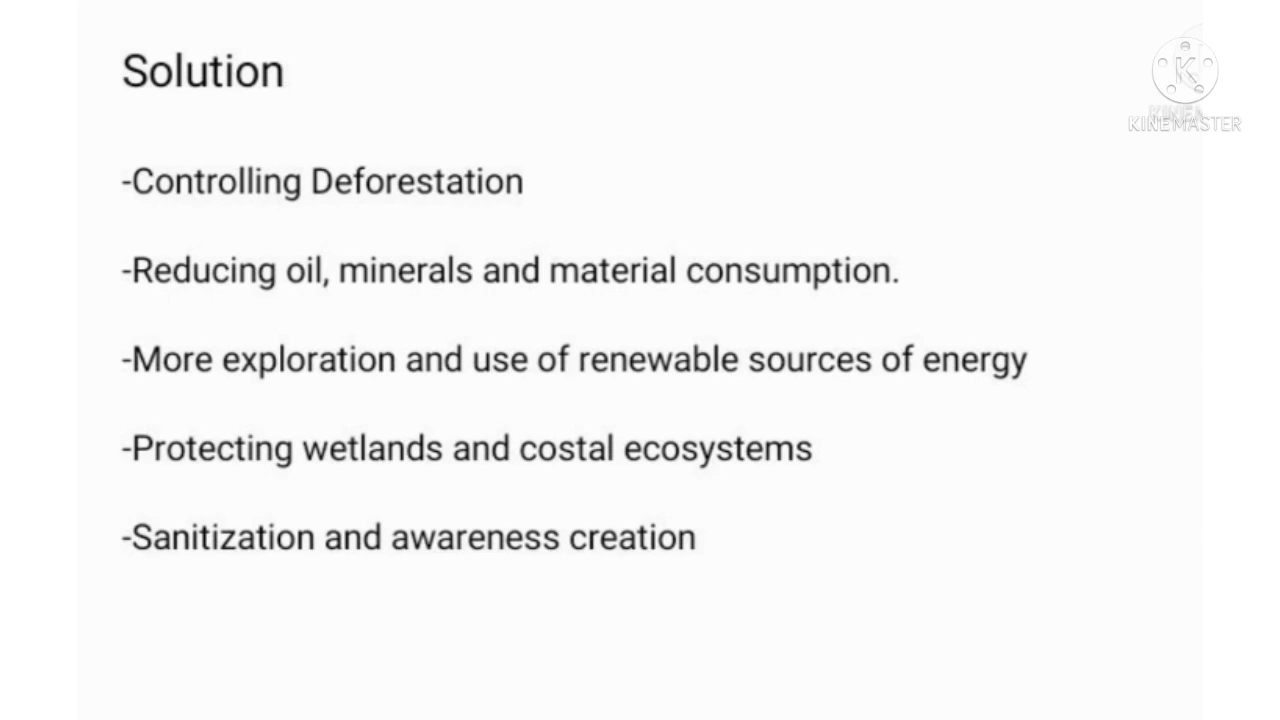 Solution
-Controlling Deforestation
-Reducing oil, minerals and material consumption.
-More exploration and use of renewable sources of energy
-Protecting wetlands and costal ecosystems
-Sanitization and awareness creation
K
KINEMASTER